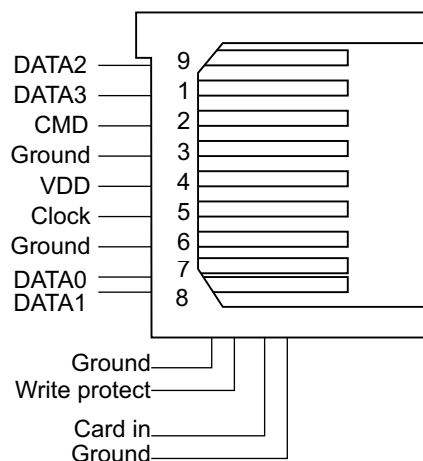 DATA2 9
DATA3 1
CMD 2
Ground 3
VDD 4
Clock 5
Ground 6
DATA0 7
DATA1 8
Ground
Write protect
Card in
Ground